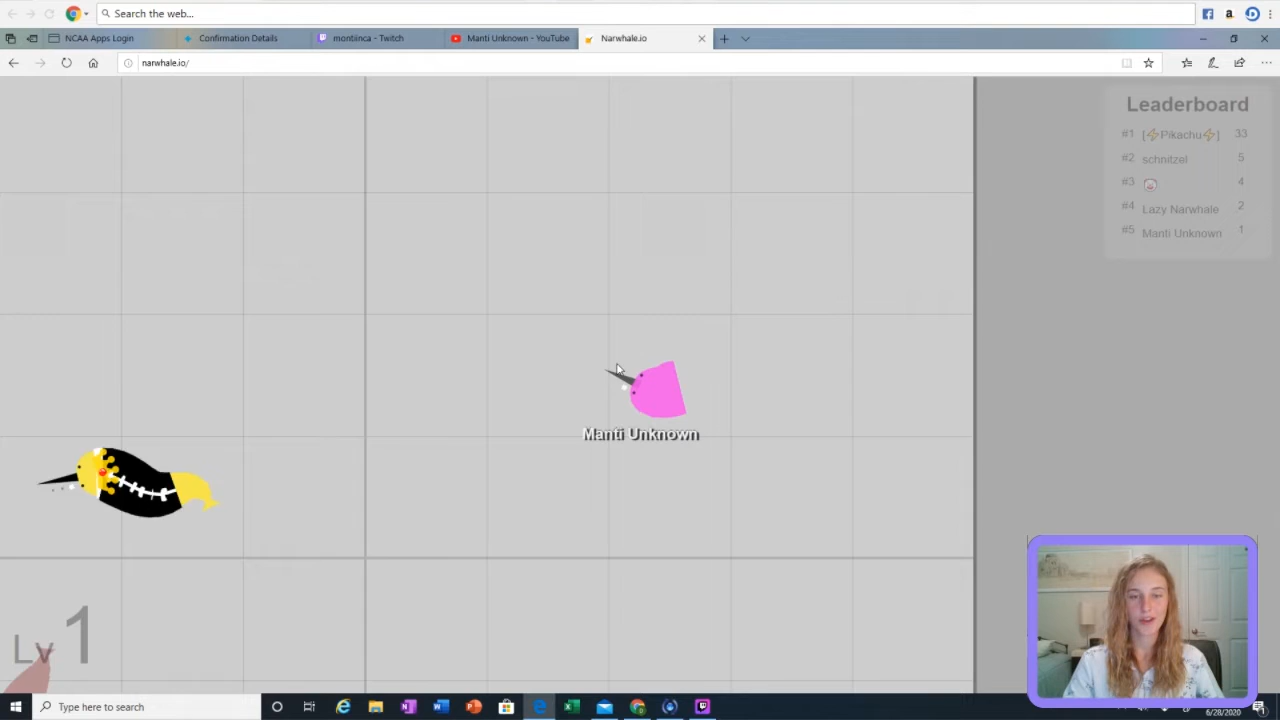 Search the web...
NCAA Apps Login
Confirmation Details
montiinca - Twitch
Manti Unknown - YouTube
Narwhale.io
narwhale.io/
Leaderboard
#1 [⚡Pikachu⚡] 33
#2 schnitzel 5
#3 4
#4 Lazy Narwhale 2
#5 Manti Unknown 1
Manti Unknown
Lv 1
Type here to search
6/28/2020